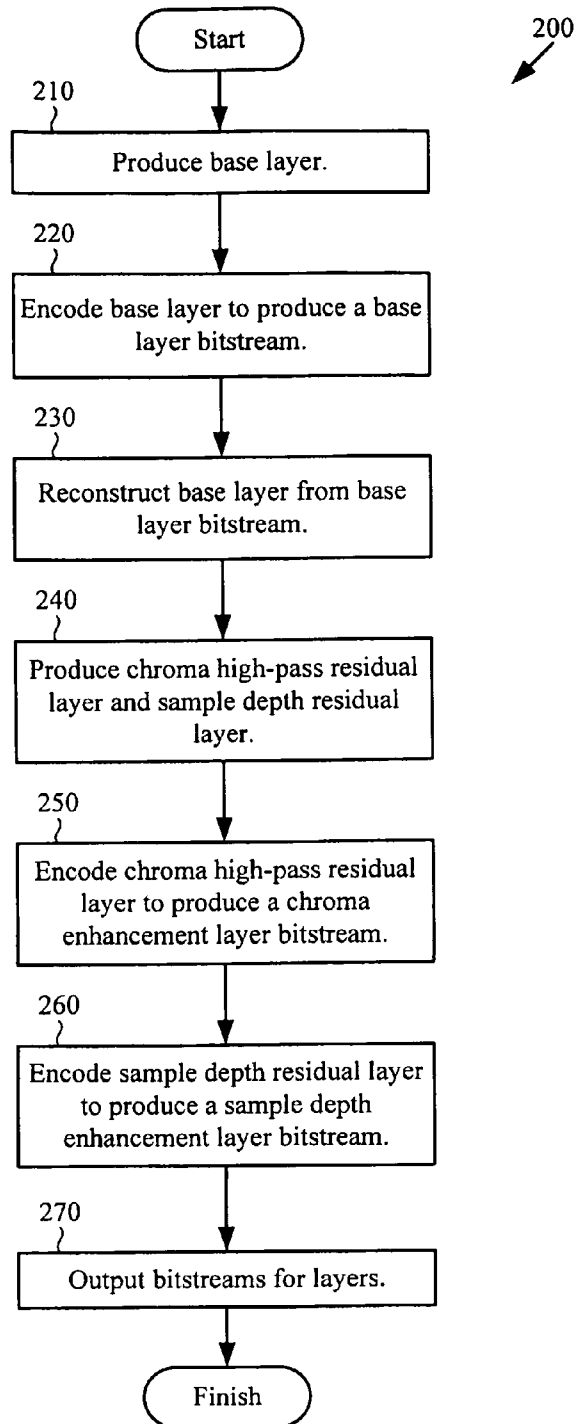 Start
200
210
Produce base layer.
220
Encode base layer to produce a base
layer bitstream.
230
Reconstruct base layer from base
layer bitstream.
240
Produce chroma high-pass residual
layer and sample depth residual
layer.
250
Encode chroma high-pass residual
layer to produce a chroma
enhancement layer bitstream.
260
Encode sample depth residual layer
to produce a sample depth
enhancement layer bitstream.
270
Output bitstreams for layers.
Finish